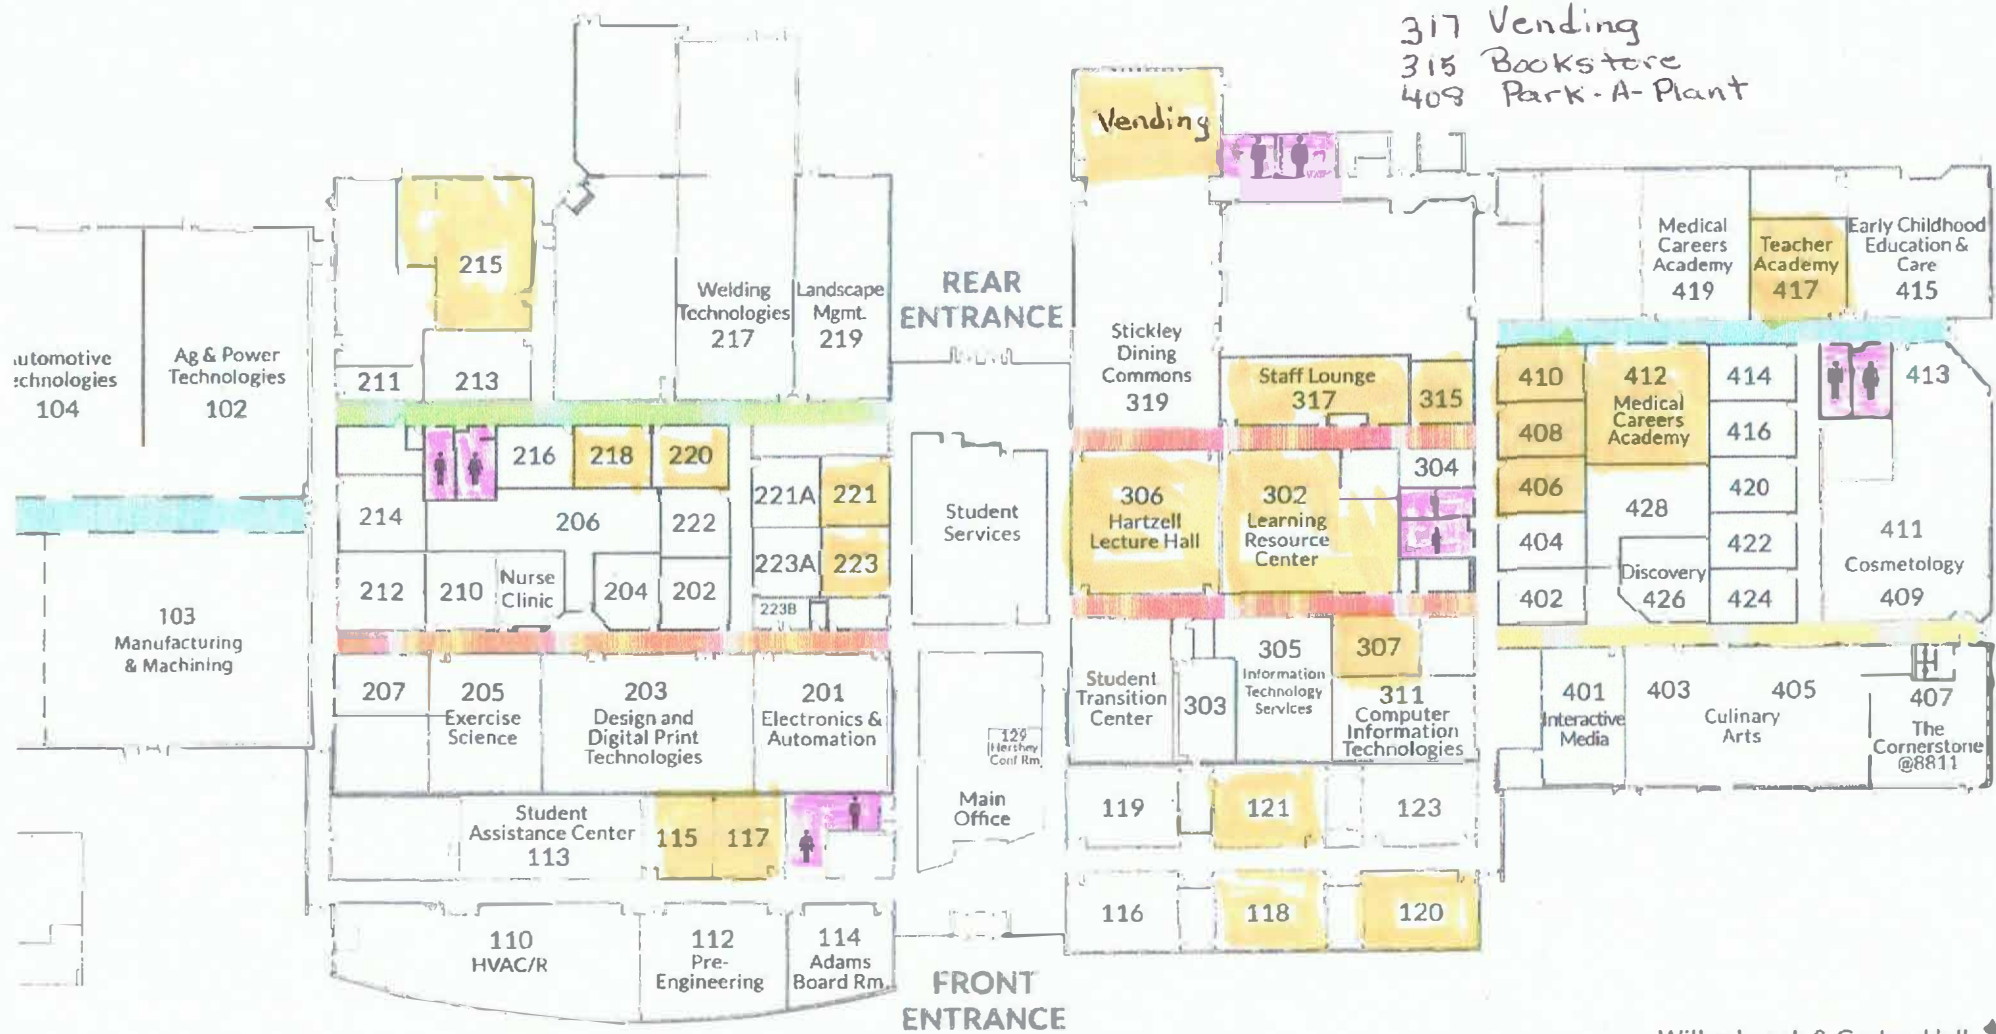 317 Vending
315 Bookstore
408 Park-A-Plant
Vending
215
Welding
Technologies
217
Landscape
Mgmt.
219
REAR
ENTRANCE
Stickley
Dining
Commons
319
Staff Lounge
317
315
Medical
Careers
Academy
419
Teacher
Academy
417
Early Childhood
Education &
Care
415
104
Ag & Power
Technologies
102
211
213
410
412
Medical
Careers
Academy
414
413
408
416
406
428
420
404
422
Discovery
426
402
424
411
Cosmetology
409
216
218
220
221A
221
214
206
222
223A
223
212
210
Nurse
Clinic
204
202
223B
Student
Services
306
Hartzell
Lecture Hall
302
Learning
Resource
Center
304
103
Manufacturing
& Machining
207
205
Exercise
Science
203
Design and
Digital Print
Technologies
201
Electronics &
Automation
129
Hershey
Conf Rm
Main
Office
Student
Transition
Center
303
305
Information
Technology
Services
307
311
Computer
Information
Technologies
401
Interactive
Media
403
405
Culinary
Arts
407
The
Cornerstone
@8811
Student
Assistance Center
113
115
117
119
121
123
110
HVAC/R
112
Pre-
Engineering
114
Adams
Board Rm
116
118
120
FRONT
ENTRANCE